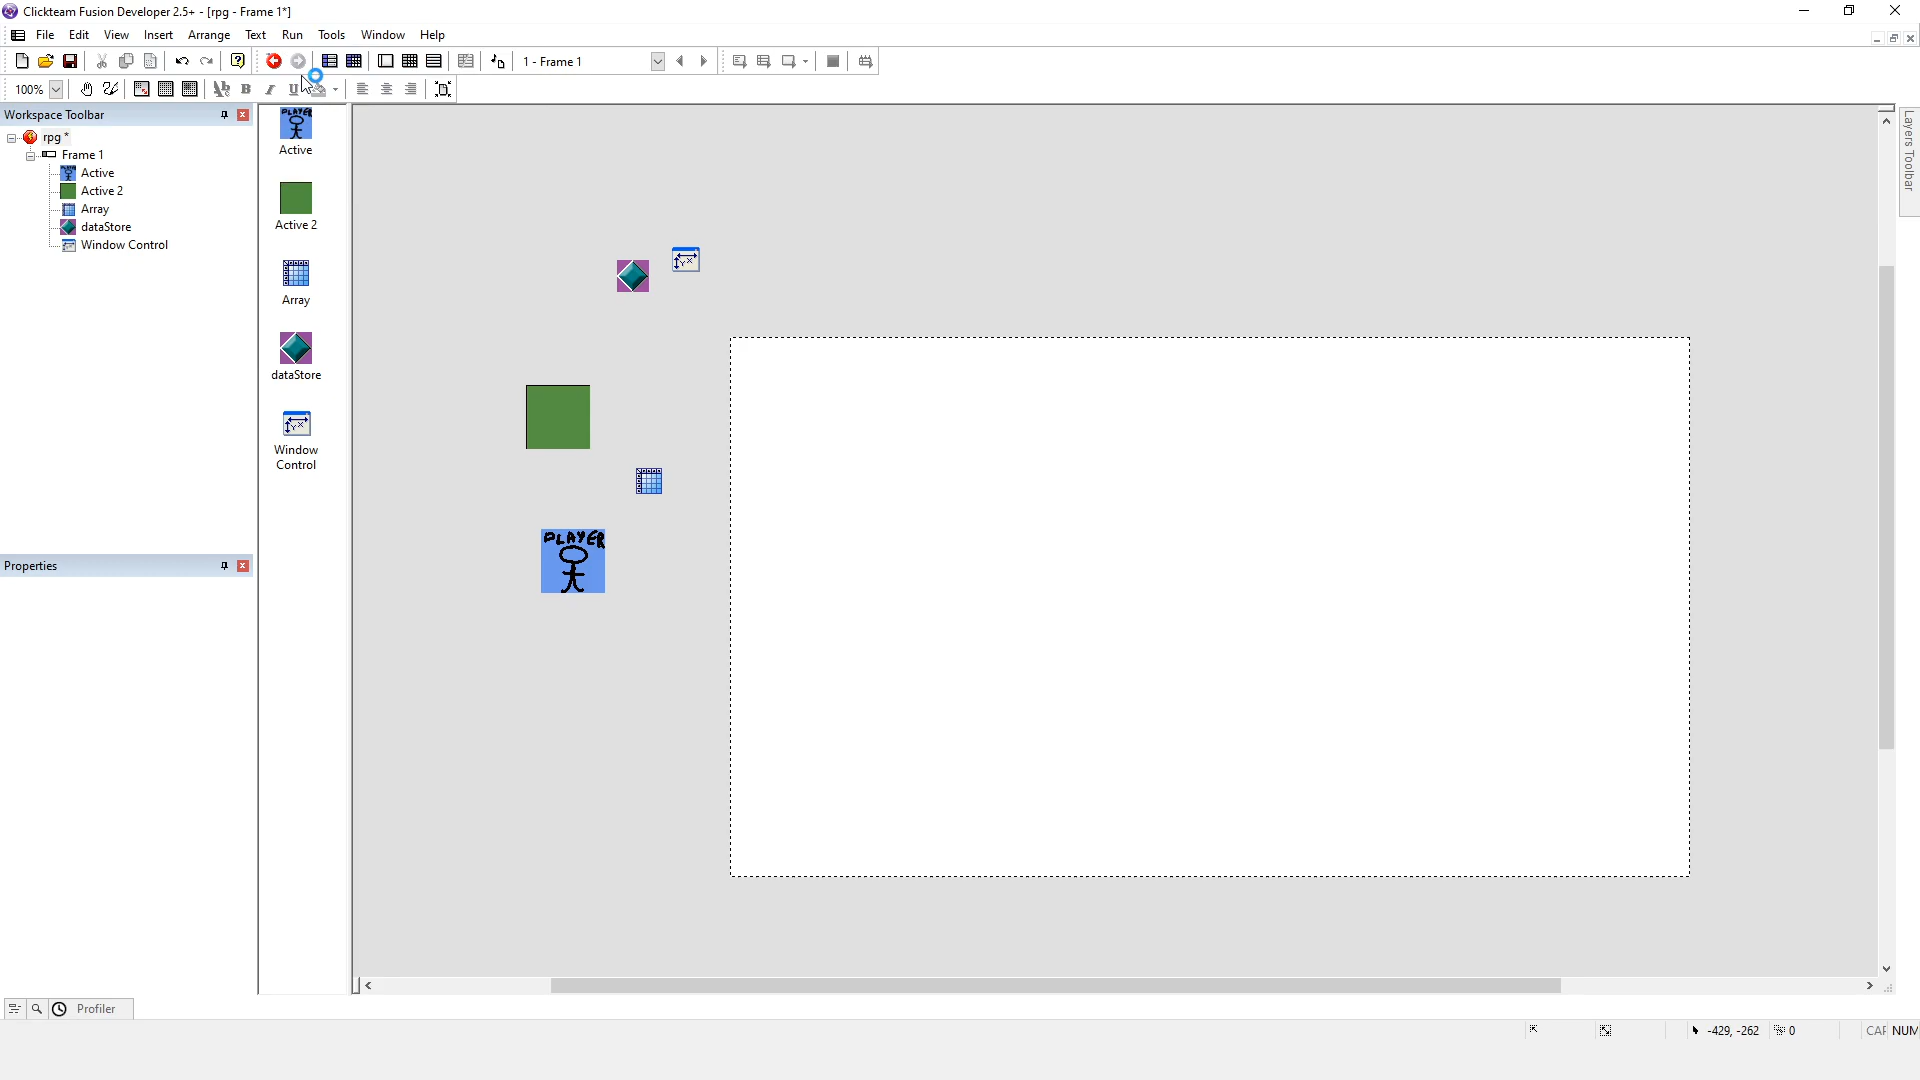 Clickteam Fusion Developer 2.5+ - [rpg - Frame 1*]
File Edit View Insert Arrange Text Run Tools Window Help
1 - Frame 1
100%
Workspace Toolbar
rpg *
Frame 1
Active
Active 2
Array
dataStore
Window Control
Properties
PLAYER
Active
Active 2
Array
dataStore
Window
Control
PLAYER
Layers Toolbar
Profiler
-429, -262 0 CAP NUM